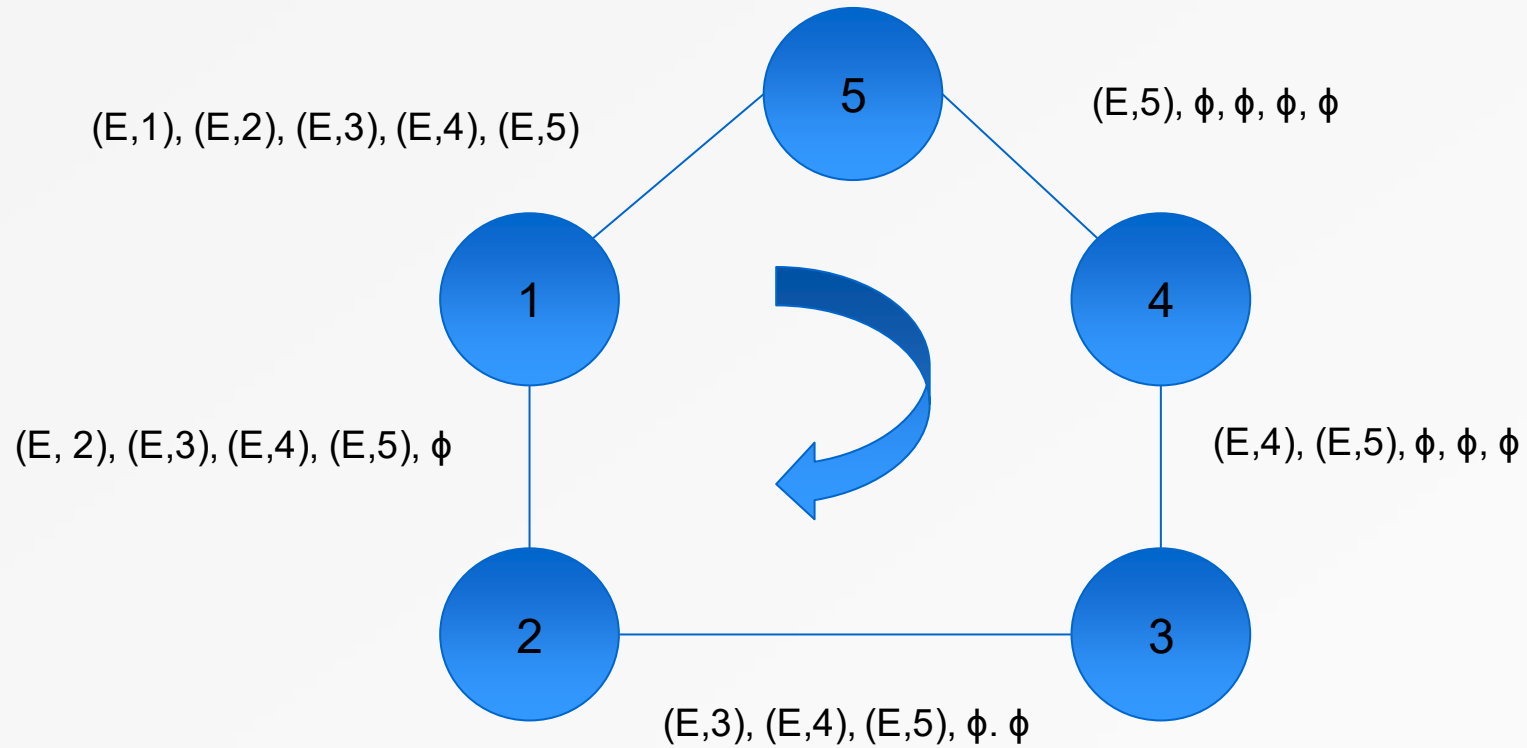 5
(E,5), ϕ, ϕ, ϕ, ϕ
(E,1), (E,2), (E,3), (E,4), (E,5)
1
4
(E, 2), (E,3), (E,4), (E,5), ϕ
(E,4), (E,5), ϕ, ϕ, ϕ
2
3
(E,3), (E,4), (E,5), ϕ. ϕ